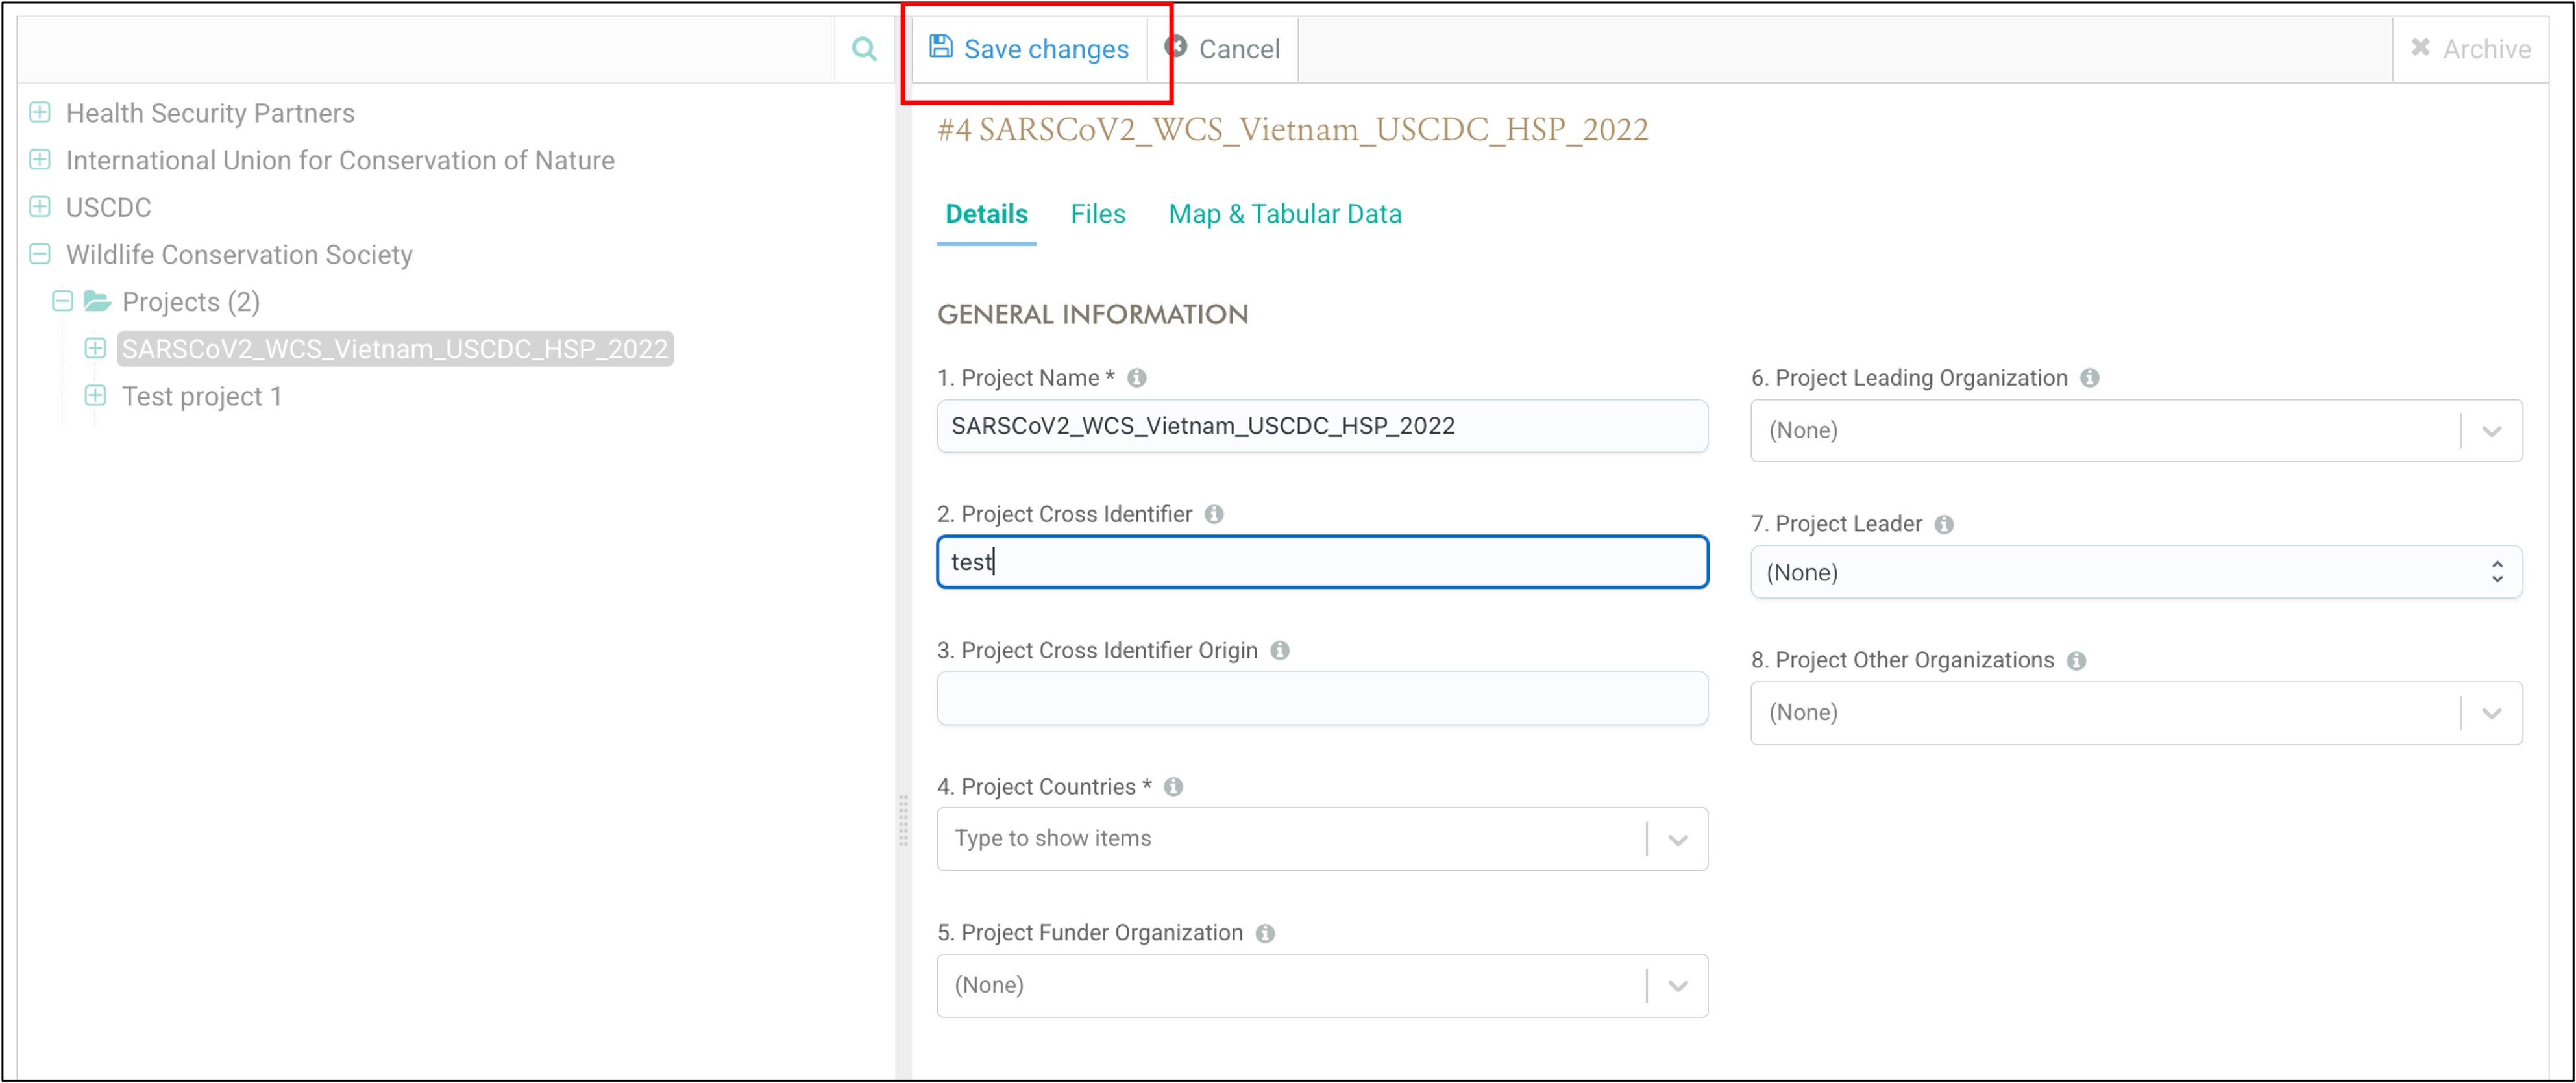 Save changes
Cancel
Archive
Health Security Partners
International Union for Conservation of Nature
USCDC
Wildlife Conservation Society
Projects (2)
SARSCoV2_WCS_Vietnam_USCDC_HSP_2022
Test project 1
#4 SARSCoV2_WCS_Vietnam_USCDC_HSP_2022
Details Files Map & Tabular Data
GENERAL INFORMATION
1. Project Name *
SARSCoV2_WCS_Vietnam_USCDC_HSP_2022
2. Project Cross Identifier
test
3. Project Cross Identifier Origin
4. Project Countries *
Type to show items
5. Project Funder Organization
(None)
6. Project Leading Organization
(None)
7. Project Leader
(None)
8. Project Other Organizations
(None)